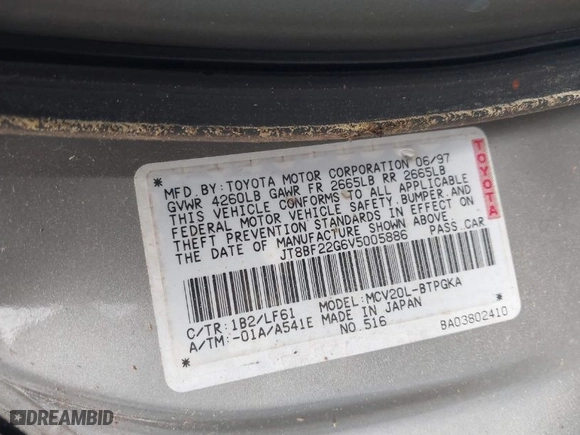 MFD.BY:TOYOTA MOTOR CORPORATION 06/97
GVWR 4260LB GAWR FR 2665LB RR 2665LB
THIS VEHICLE CONFORMS TO ALL APPLICABLE
FEDERAL MOTOR VEHICLE SAFETY,BUMPER,AND
THEFT PREVENTION STANDARDS IN EFFECT ON
THE DATE OF MANUFACTURE SHOWN ABOVE.
* JT8BF22G6V5005886 PASS.CAR *
C/TR:1B2/LF61 MODEL:MCV20L-BTPGKA
A/TM:-01A/A541E MADE IN JAPAN
* NO.516 BA03802410 *
TOYOTA
DREAMBID